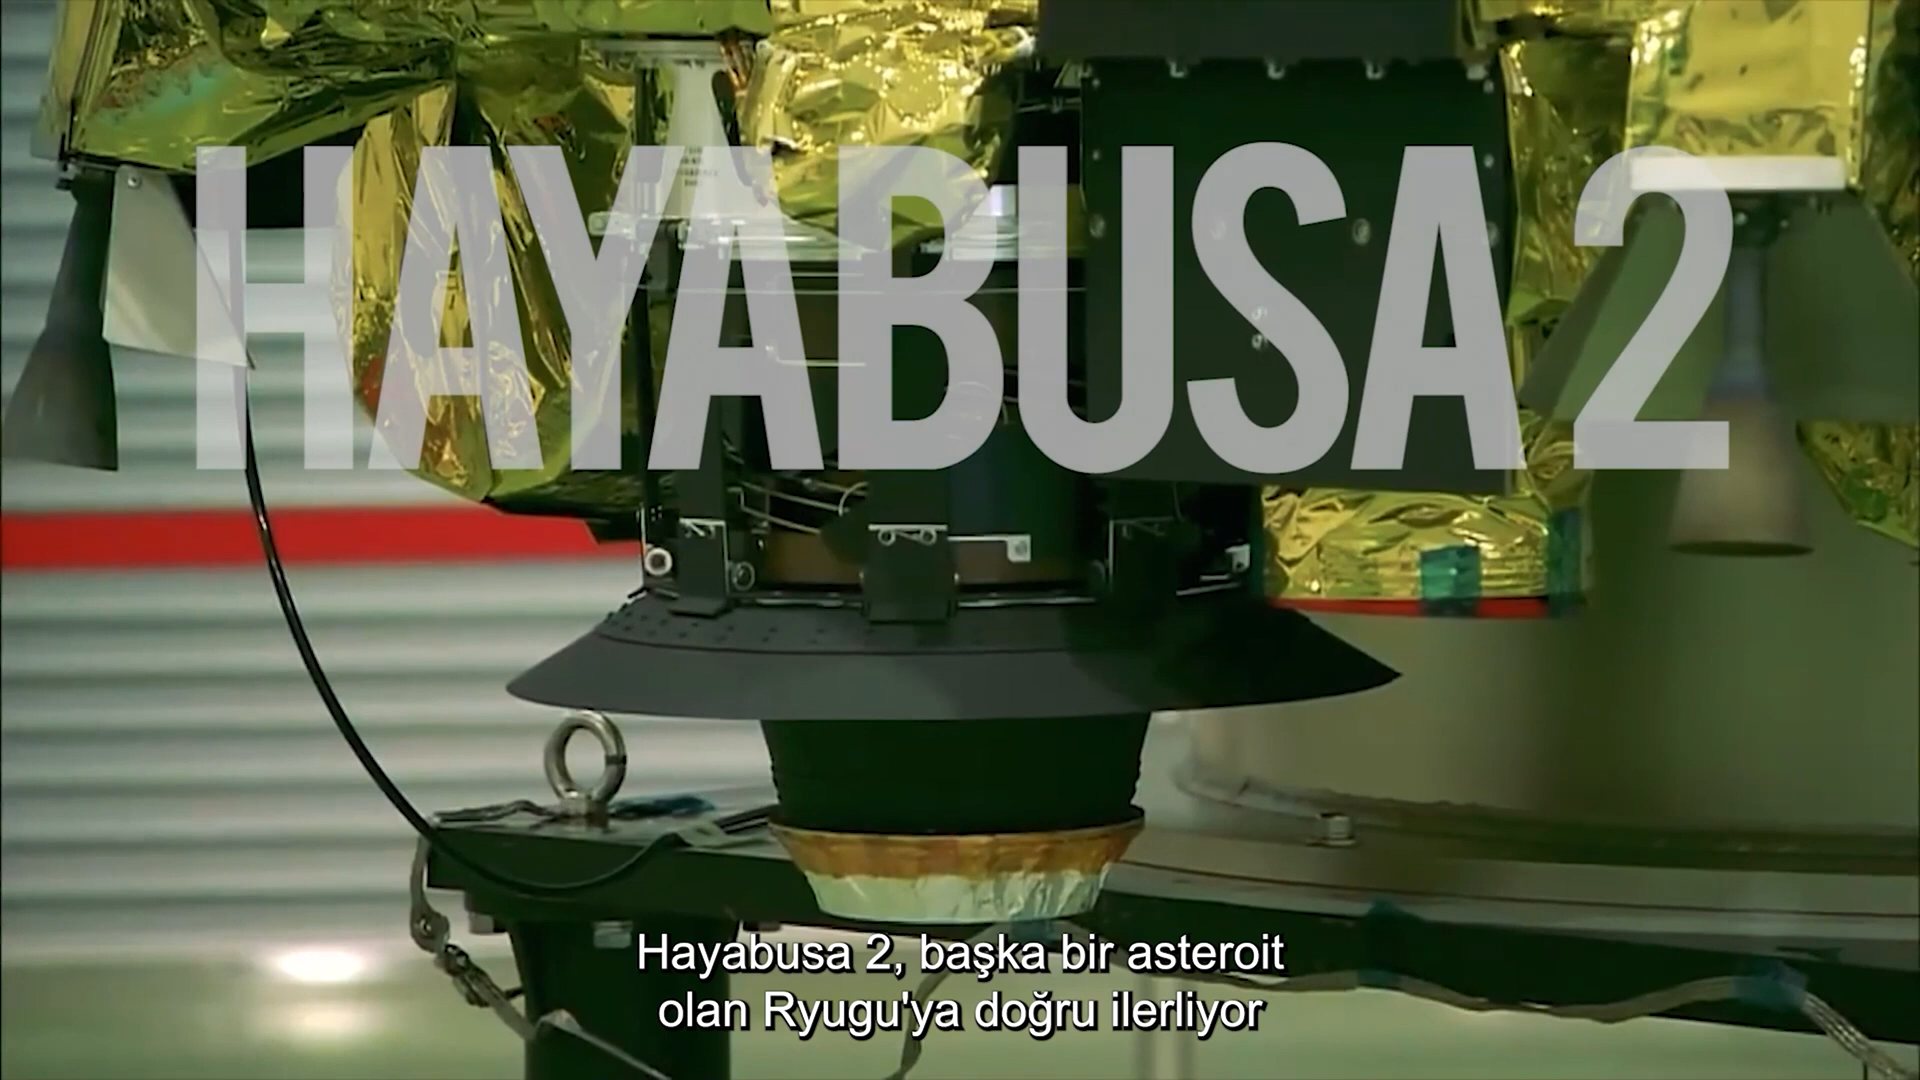 HAYABUSA 2
Hayabusa 2, başka bir asteroit
olan Ryugu'ya doğru ilerliyor